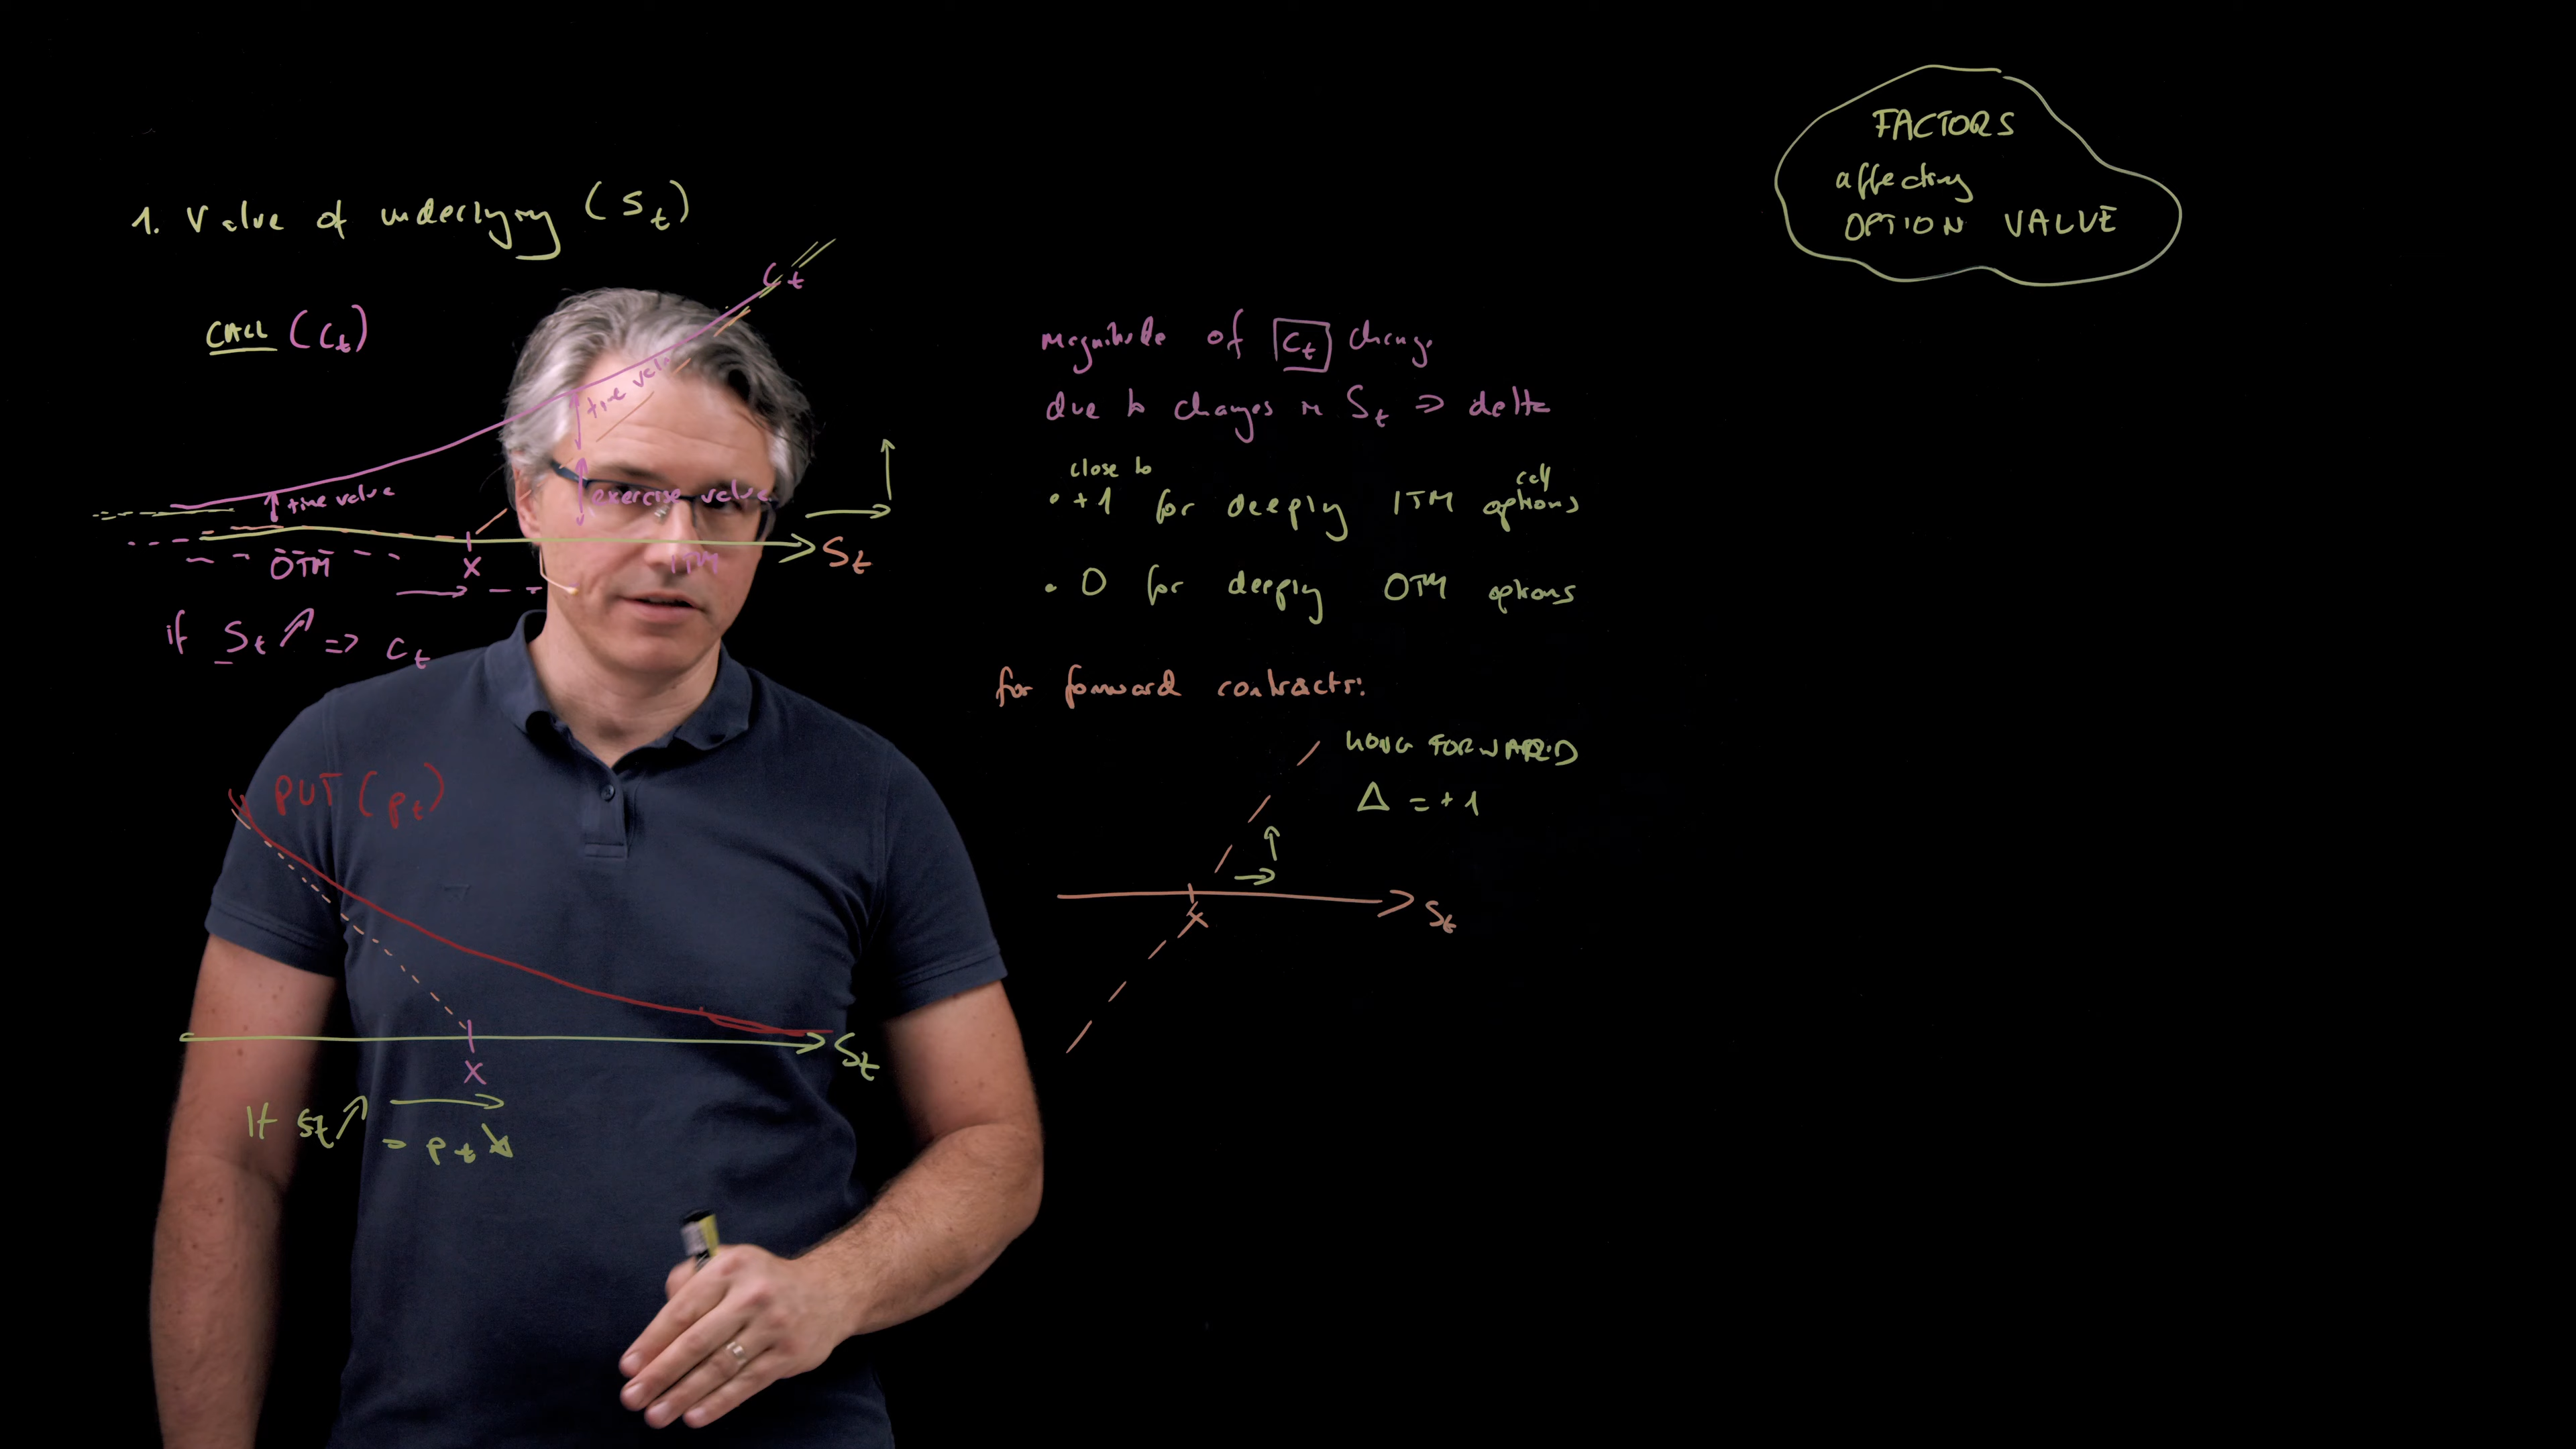 1. Value of underlying (St)
CALL (Ct)
Ct
time value
time value
exercise value
OTM
X
ITM
St
if St ↗ => Ct
PUT (pt)
X
St
If St ↗
= pt ↘
magnitude of Ct change
due to changes in St => delta
close to
call
• +1 for deeply ITM options
• 0 for deeply OTM options
for forward contracts:
LONG FORWARD
Δ = +1
X
St
FACTORS
affecting
OPTION VALUE